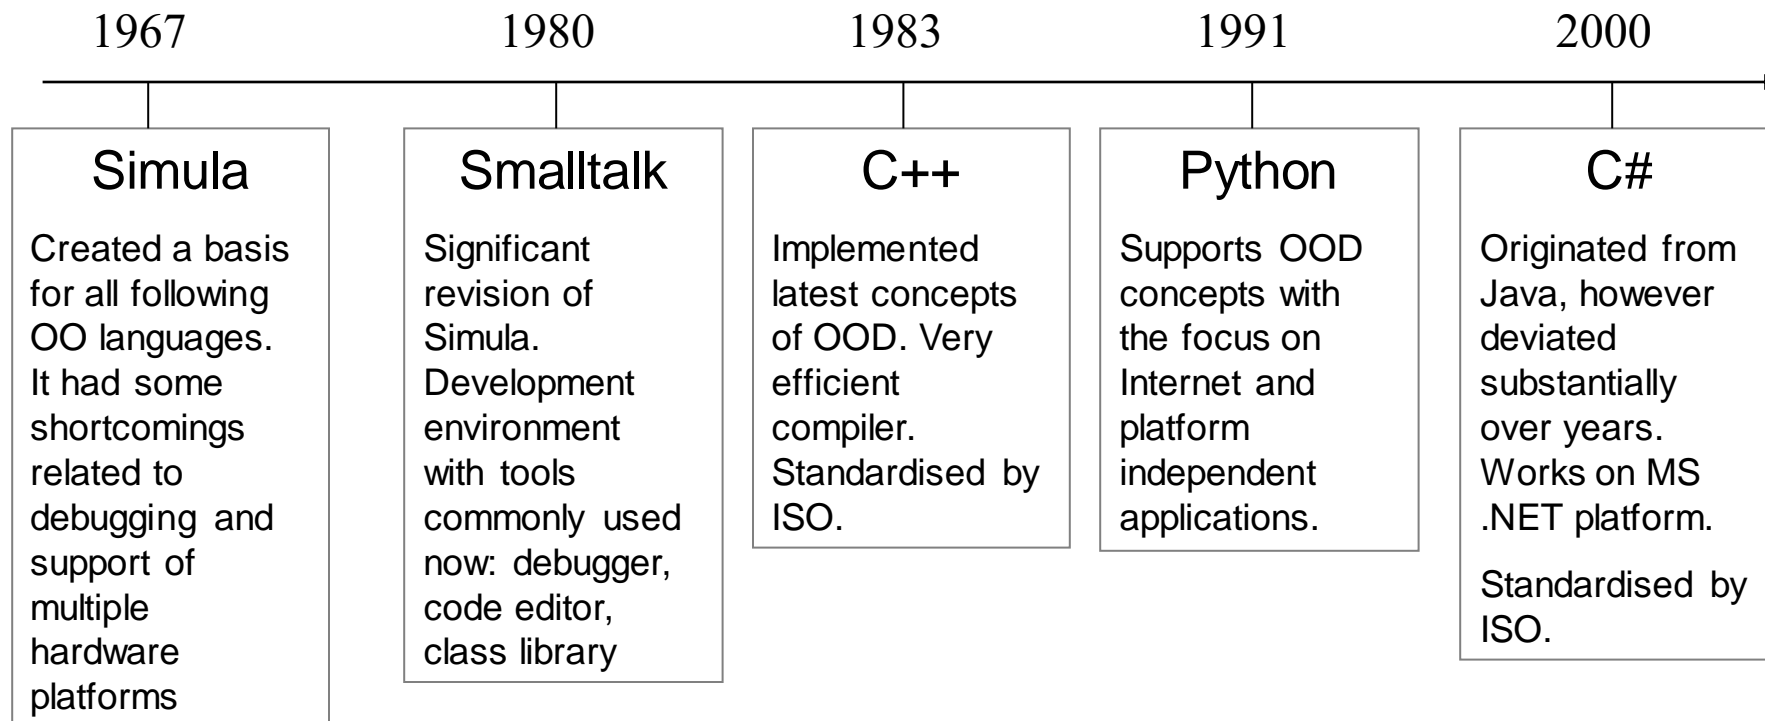 1967
1980
1983
1991
2000
Simula
Created a basis
for all following
OO languages.
It had some
shortcomings
related to
debugging and
support of
multiple
hardware
platforms
Smalltalk
Significant
revision of
Simula.
Development
environment
with tools
commonly used
now: debugger,
code editor,
class library
C++
Implemented
latest concepts
of OOD. Very
efficient
compiler.
Standardised by
ISO.
Python
Supports OOD
concepts with
the focus on
Internet and
platform
independent
applications.
C#
Originated from
Java, however
deviated
substantially
over years.
Works on MS
.NET platform.
Standardised by
ISO.